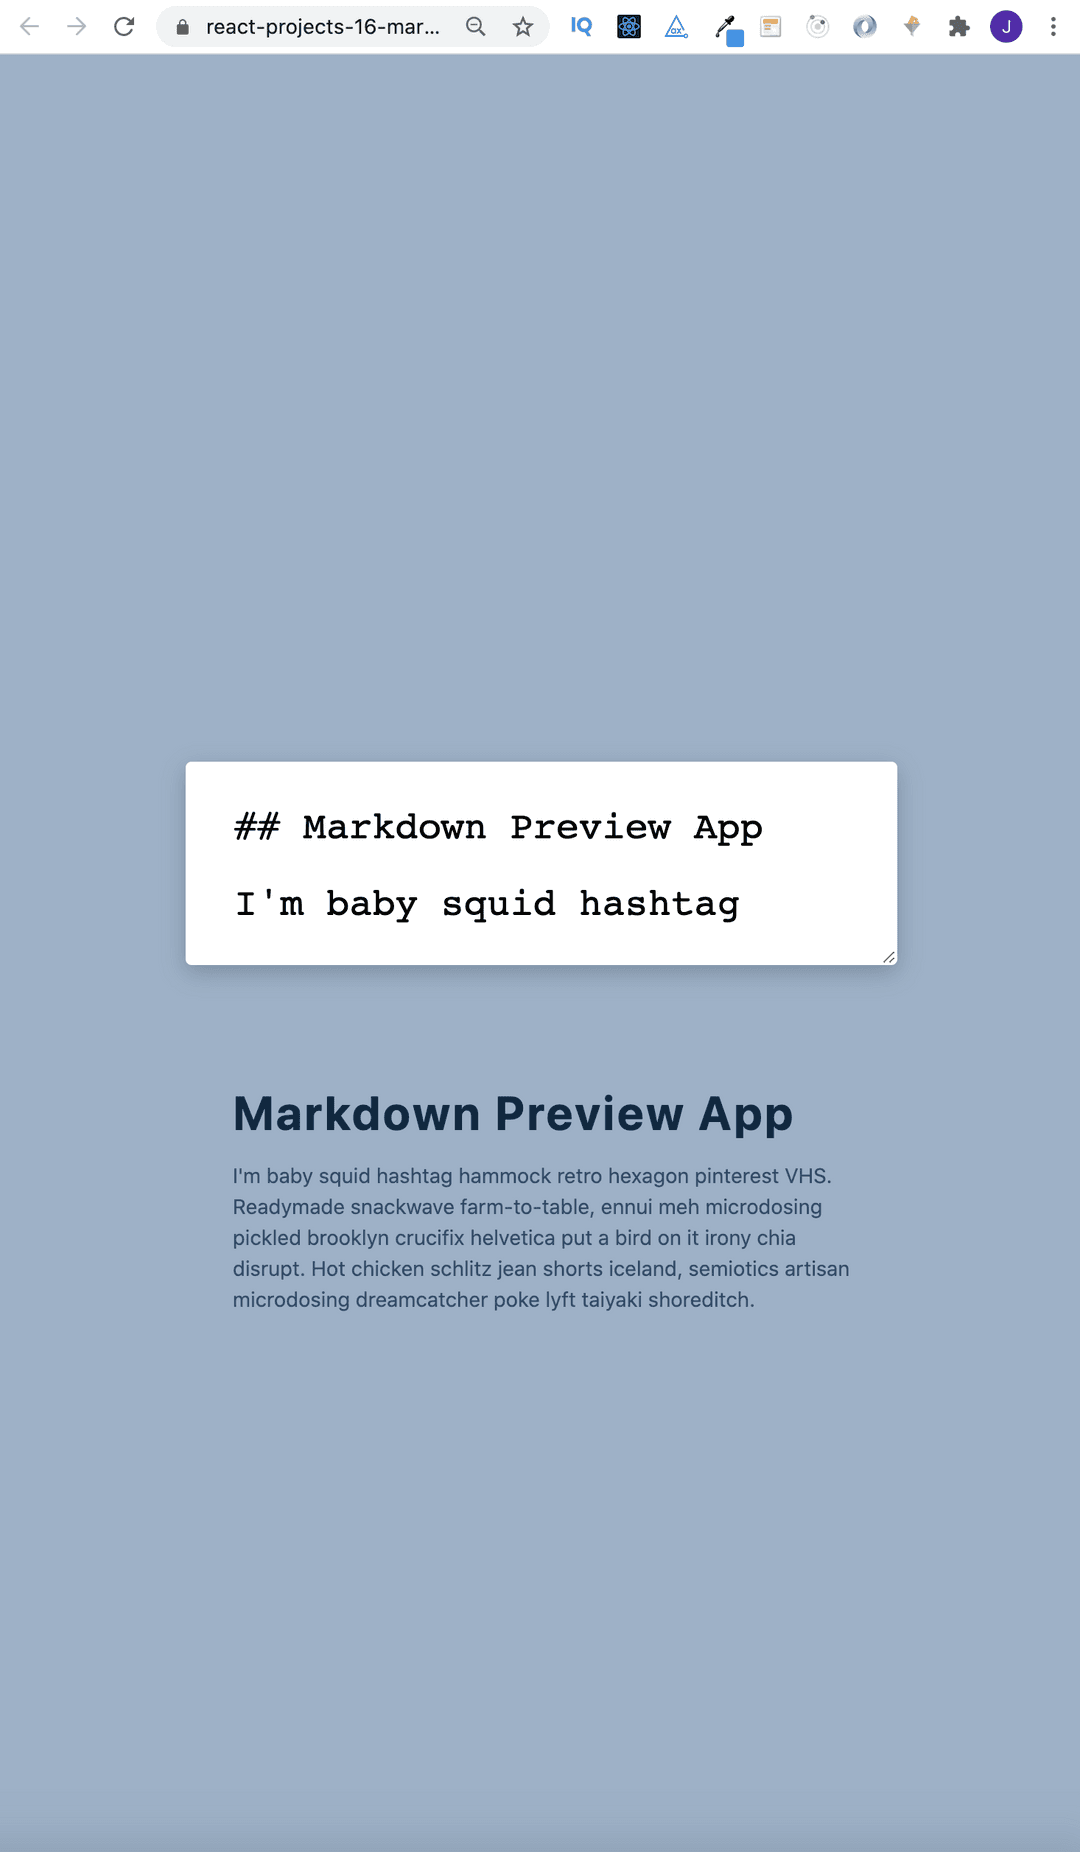 react-projects-16-mar...
IQ
ax
J
## Markdown Preview App
I'm baby squid hashtag
Markdown Preview App
I'm baby squid hashtag hammock retro hexagon pinterest VHS.
Readymade snackwave farm-to-table, ennui meh microdosing
pickled brooklyn crucifix helvetica put a bird on it irony chia
disrupt. Hot chicken schlitz jean shorts iceland, semiotics artisan
microdosing dreamcatcher poke lyft taiyaki shoreditch.